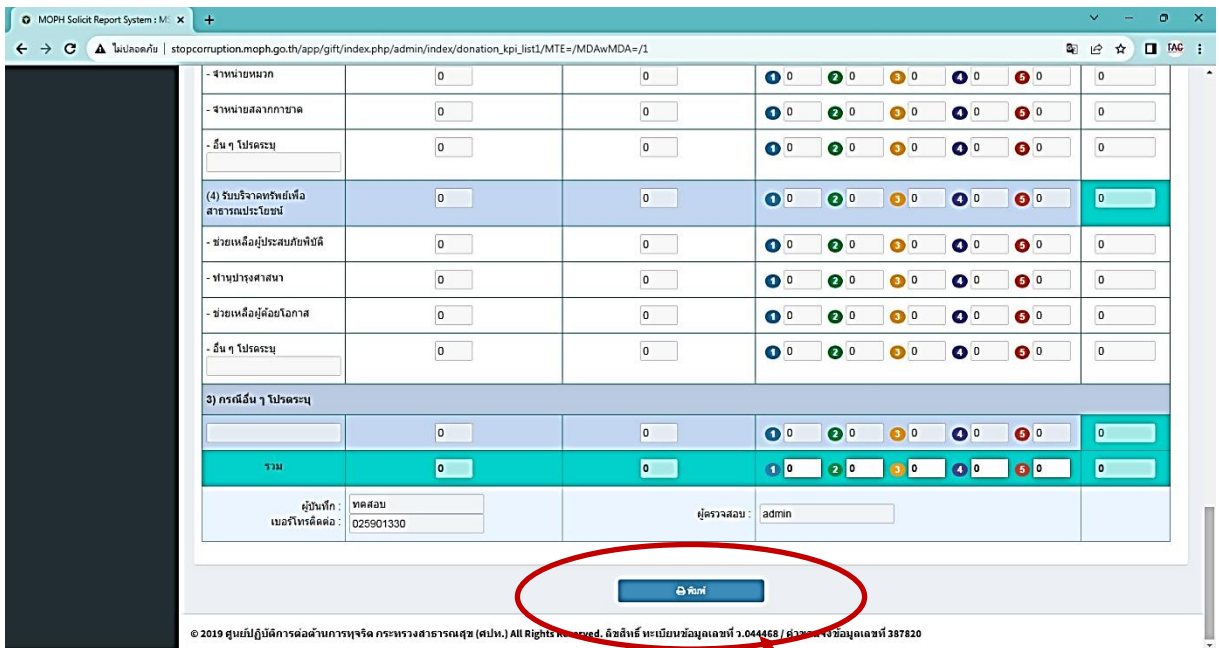 MOPH Solicit Report System : M
ไม่ปลอดภัย | stopcorruption.moph.go.th/app/gift/index.php/admin/index/donation_kpi_list1/MTE=/MDAwMDA=/1
- จำหน่ายหมวก 0 0 1 0 2 0 3 0 4 0 5 0 0
- จำหน่ายสลากกาชาด 0 0 1 0 2 0 3 0 4 0 5 0 0
- อื่น ๆ โปรดระบุ 0 0 1 0 2 0 3 0 4 0 5 0 0
(4) รับบริจาคทรัพย์เพื่อ
สาธารณประโยชน์ 0 0 1 0 2 0 3 0 4 0 5 0 0
- ช่วยเหลือผู้ประสบภัยพิบัติ 0 0 1 0 2 0 3 0 4 0 5 0 0
- ทำนุบำรุงศาสนา 0 0 1 0 2 0 3 0 4 0 5 0 0
- ช่วยเหลือผู้ด้อยโอกาส 0 0 1 0 2 0 3 0 4 0 5 0 0
- อื่น ๆ โปรดระบุ 0 0 1 0 2 0 3 0 4 0 5 0 0
3) กรณีอื่น ๆ โปรดระบุ
0 0 1 0 2 0 3 0 4 0 5 0 0
รวม 0 0 1 0 2 0 3 0 4 0 5 0 0
ผู้บันทึก : ทดสอบ ผู้ตรวจสอบ : admin
เบอร์โทรติดต่อ : 025901330
พิมพ์
© 2019 ศูนย์ปฏิบัติการต่อต้านการทุจริต กระทรวงสาธารณสุข (ศปท.) All Rights Reserved. ลิขสิทธิ์ ทะเบียนข้อมูลเลขที่ ว.044468 / คำขอแจ้งข้อมูลเลขที่ 387820